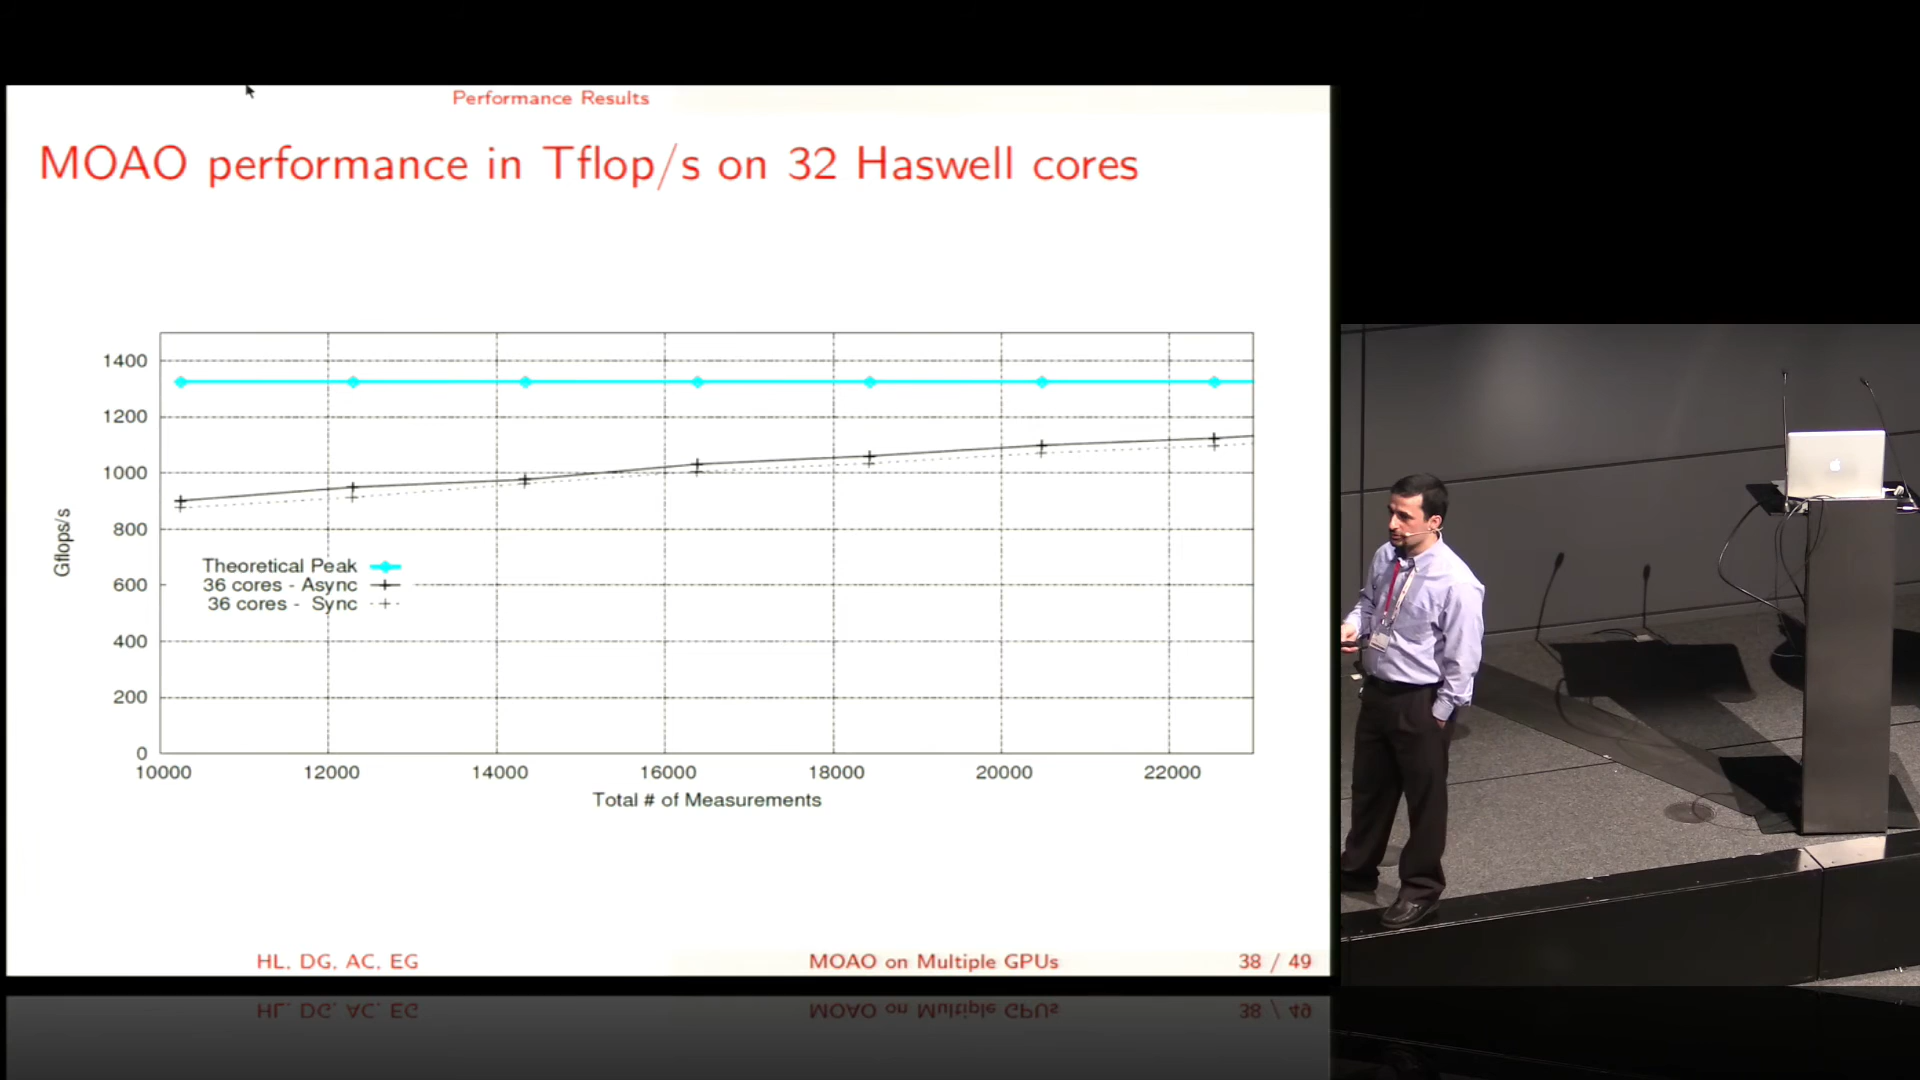 Performance Results
MOAO performance in Tflop/s on 32 Haswell cores
1400
1200
1000
800
600
400
200
0
Gflops/s
Theoretical Peak
36 cores - Async
36 cores - Sync
10000 12000 14000 16000 18000 20000 22000
Total # of Measurements
HL, DG, AC, EG MOAO on Multiple GPUs 38 / 49